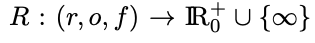 R : (r, o, f) → ℝ₀⁺ ∪ {∞}